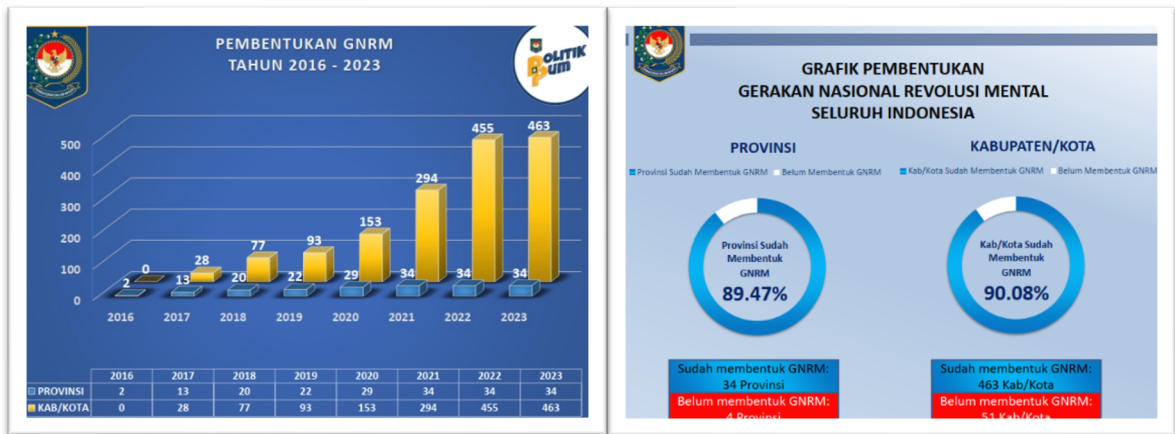 PEMBENTUKAN GNRM
TAHUN 2016 - 2023
POLITIK
PUM
500
400
300
200
100
0
2
0
13
28
20
77
22
93
29
153
34
294
34
455
34
463
2016 2017 2018 2019 2020 2021 2022 2023
2016 2017 2018 2019 2020 2021 2022 2023
PROVINSI 2 13 20 22 29 34 34 34
KAB/KOTA 0 28 77 93 153 294 455 463
GRAFIK PEMBENTUKAN
GERAKAN NASIONAL REVOLUSI MENTAL
SELURUH INDONESIA
PROVINSI
Provinsi Sudah Membentuk GNRM Belum Membentuk GNRM
Provinsi Sudah
Membentuk
GNRM
89.47%
Sudah membentuk GNRM:
34 Provinsi
Belum membentuk GNRM:
4 Provinsi
KABUPATEN/KOTA
Kab/Kota Sudah Membentuk GNRM Belum Membentuk GNRM
Kab/Kota Sudah
Membentuk
GNRM
90.08%
Sudah membentuk GNRM:
463 Kab/Kota
Belum membentuk GNRM:
51 Kab/Kota